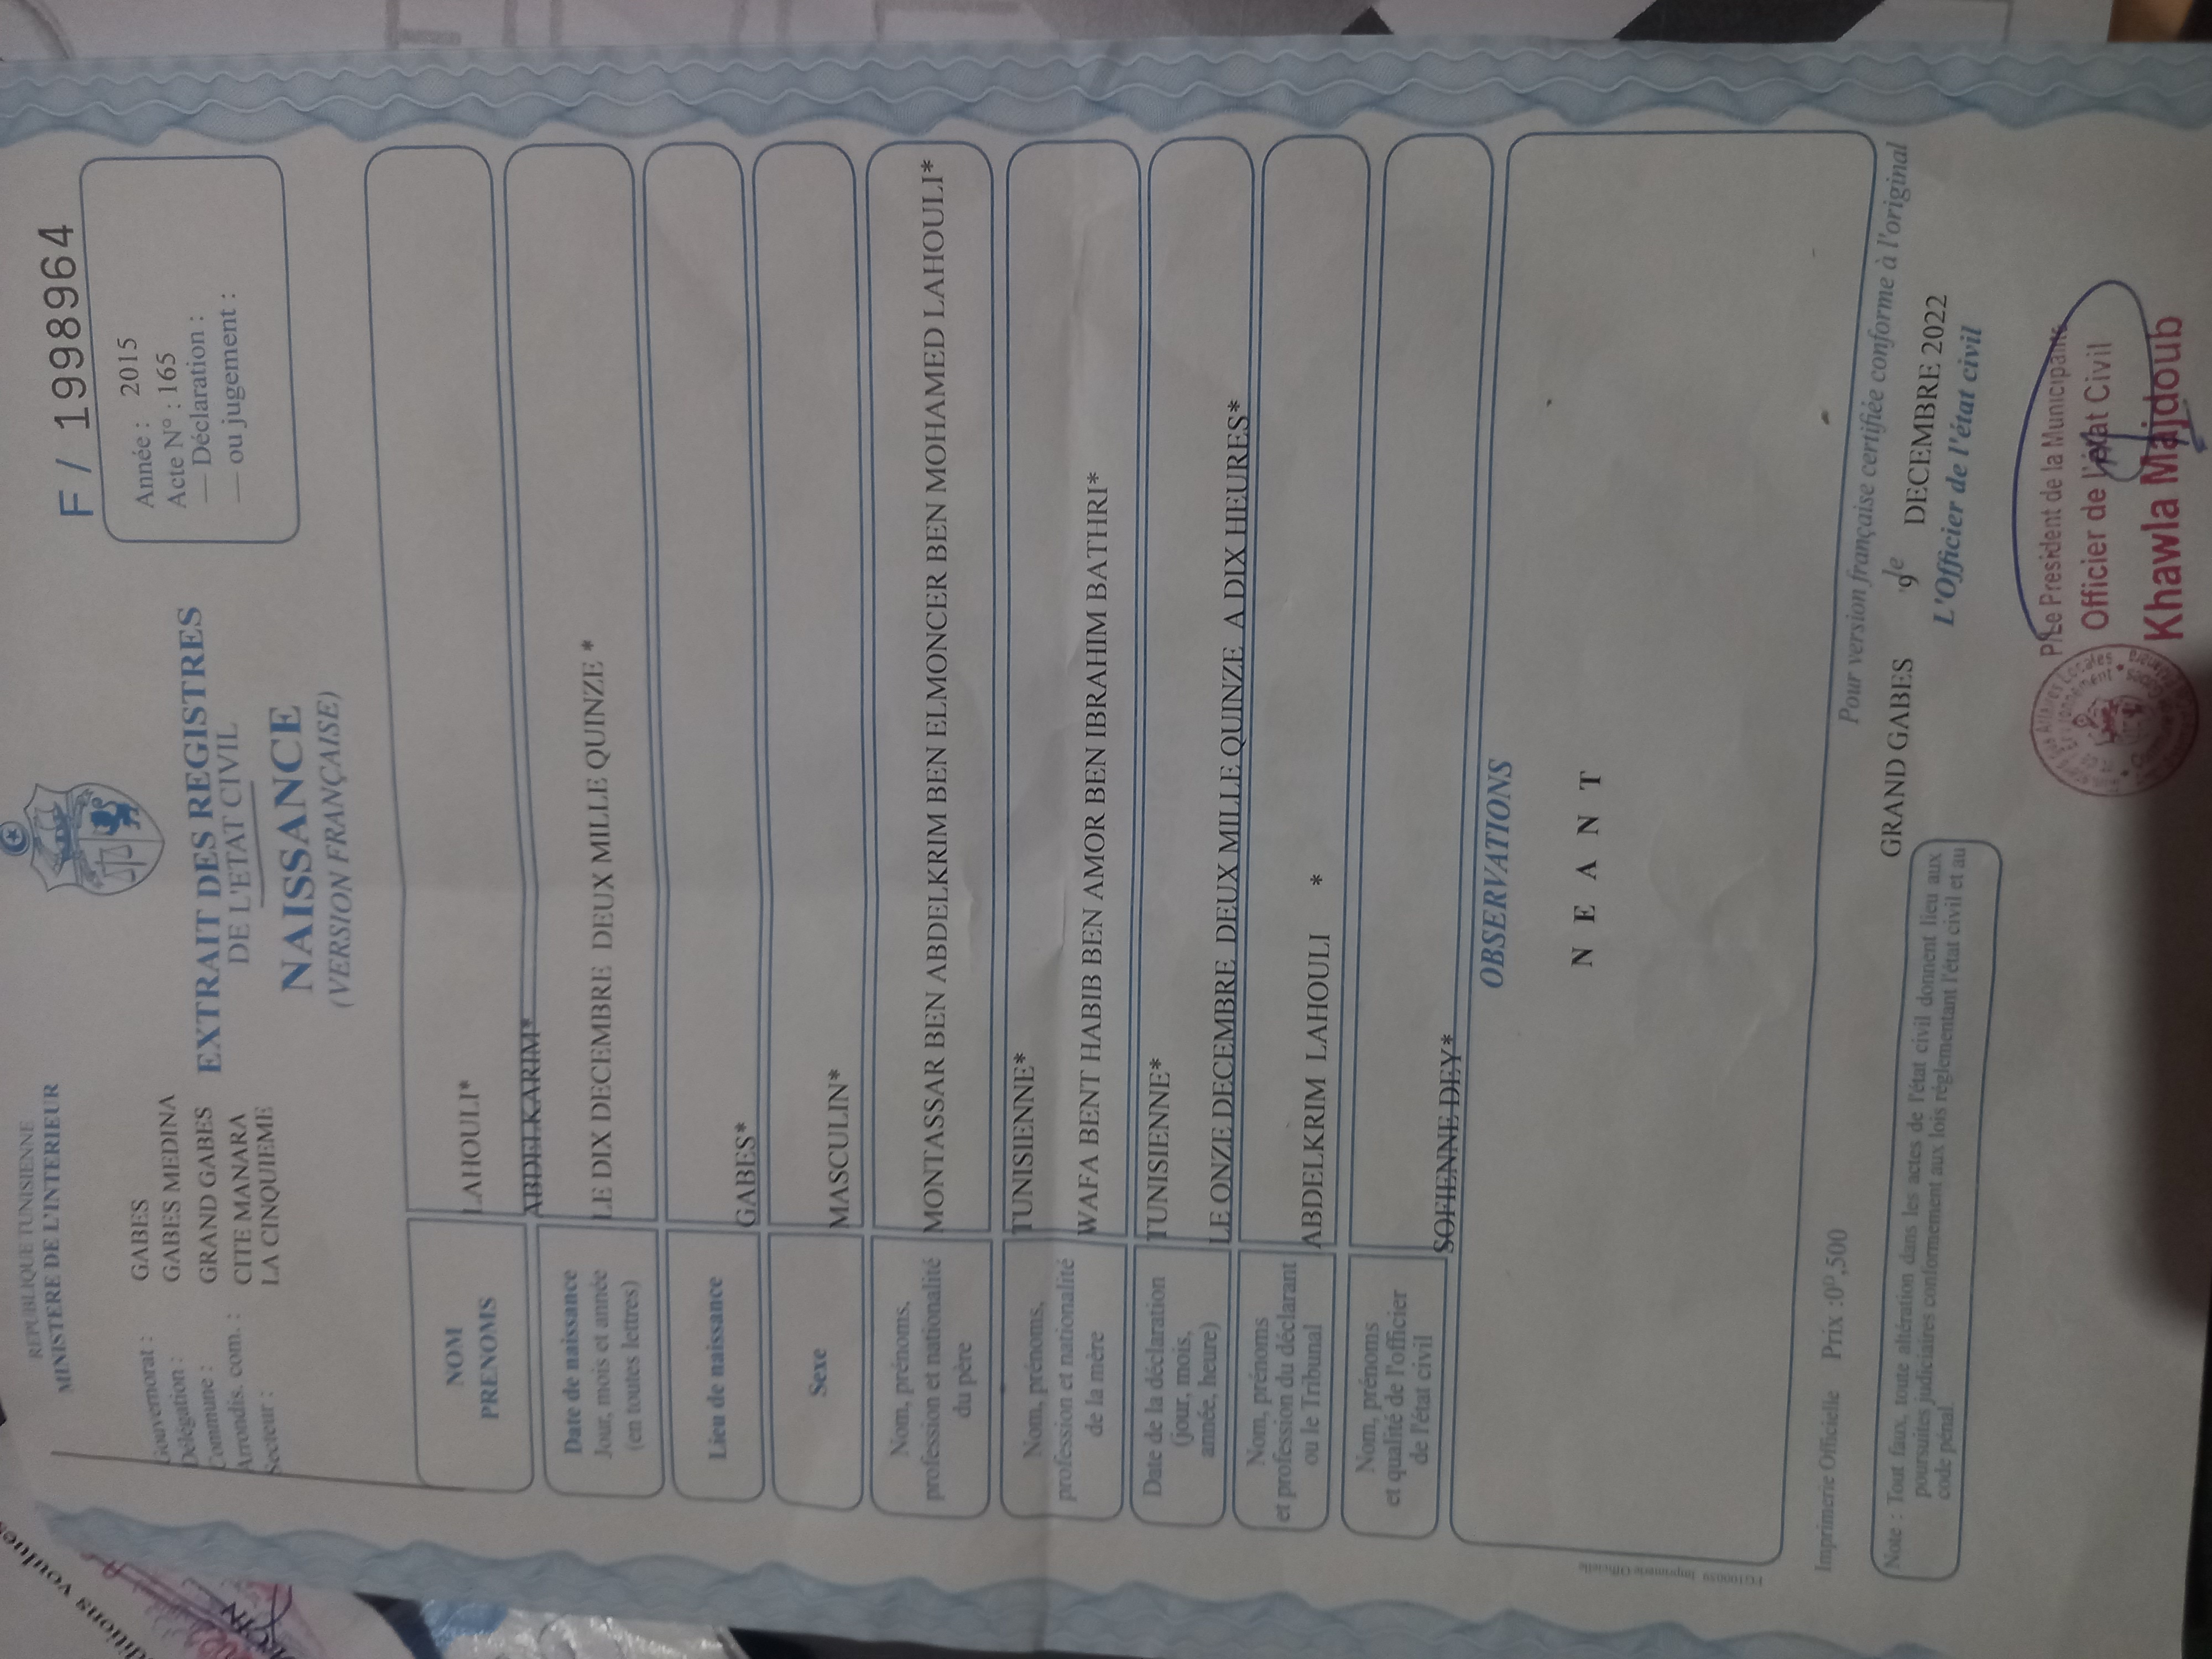 REPUBLIQUE TUNISIENNE
MINISTERE DE L'INTERIEUR
Gouvernorat : GABES
Délégation : GABES MEDINA
Commune : GRAND GABES
Arrondis. com. : CITE MANARA
Secteur : LA CINQUIEME
EXTRAIT DES REGISTRES
DE L'ETAT CIVIL
NAISSANCE
(VERSION FRANÇAISE)
F / 1998964
Année : 2015
Acte N° : 165
— Déclaration :
— ou jugement :
NOM
PRENOMS
LAHOULI*
ABDELKARIM*
Date de naissance
Jour, mois et année
(en toutes lettres)
LE DIX DECEMBRE DEUX MILLE QUINZE *
Lieu de naissance
GABES*
Sexe
MASCULIN*
Nom, prénoms,
profession et nationalité
du père
MONTASSAR BEN ABDELKRIM BEN ELMONCER BEN MOHAMED LAHOULI*
TUNISIENNE*
Nom, prénoms,
profession et nationalité
de la mère
WAFA BENT HABIB BEN AMOR BEN IBRAHIM BATHRI*
TUNISIENNE*
Date de la déclaration
(jour, mois,
année, heure)
LE ONZE DECEMBRE DEUX MILLE QUINZE A DIX HEURES*
Nom, prénoms
et profession du déclarant
ou le Tribunal
ABDELKRIM LAHOULI *
Nom, prénoms
et qualité de l'officier
de l'état civil
SOFIENNE DEY*
OBSERVATIONS
N E A N T
Imprimerie Officielle Prix :0ᴰ,500
Pour version française certifiée conforme à l'original
GRAND GABES le 9 DECEMBRE 2022
L'Officier de l'état civil
Note : Tout faux, toute altération dans les actes de l'état civil donnent lieu aux
poursuites judiciaires conformement aux lois réglementant l'état civil et au
code pénal.
P/Le Président de la Municipalité
Officier de l'état Civil
Khawla Majdoub